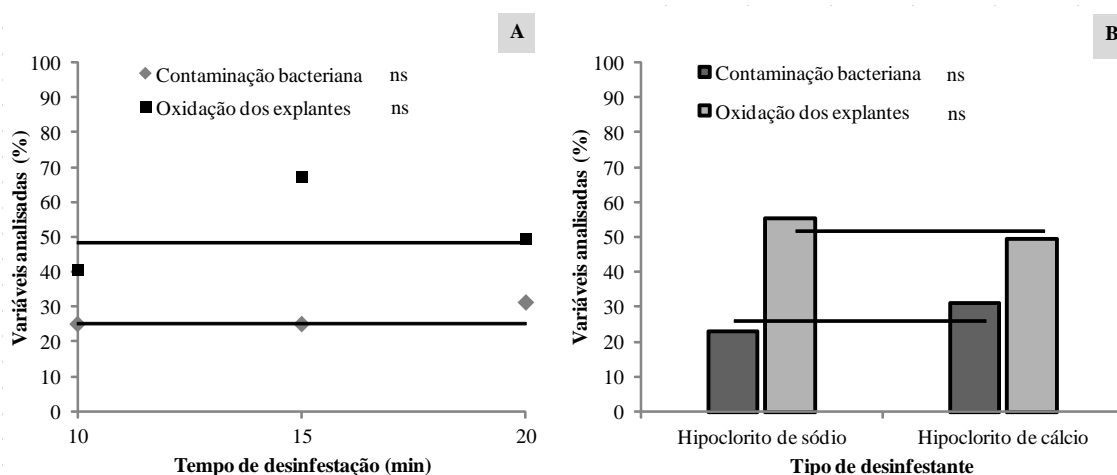 A
Variáveis analisadas (%)
100
90
80
70
60
50
40
30
20
10
0
Contaminação bacteriana ns
Oxidação dos explantes ns
10 15 20
Tempo de desinfestação (min)
B
Variáveis analisadas (%)
100
90
80
70
60
50
40
30
20
10
0
Contaminação bacteriana ns
Oxidação dos explantes ns
Hipoclorito de sódio Hipoclorito de cálcio
Tipo de desinfestante